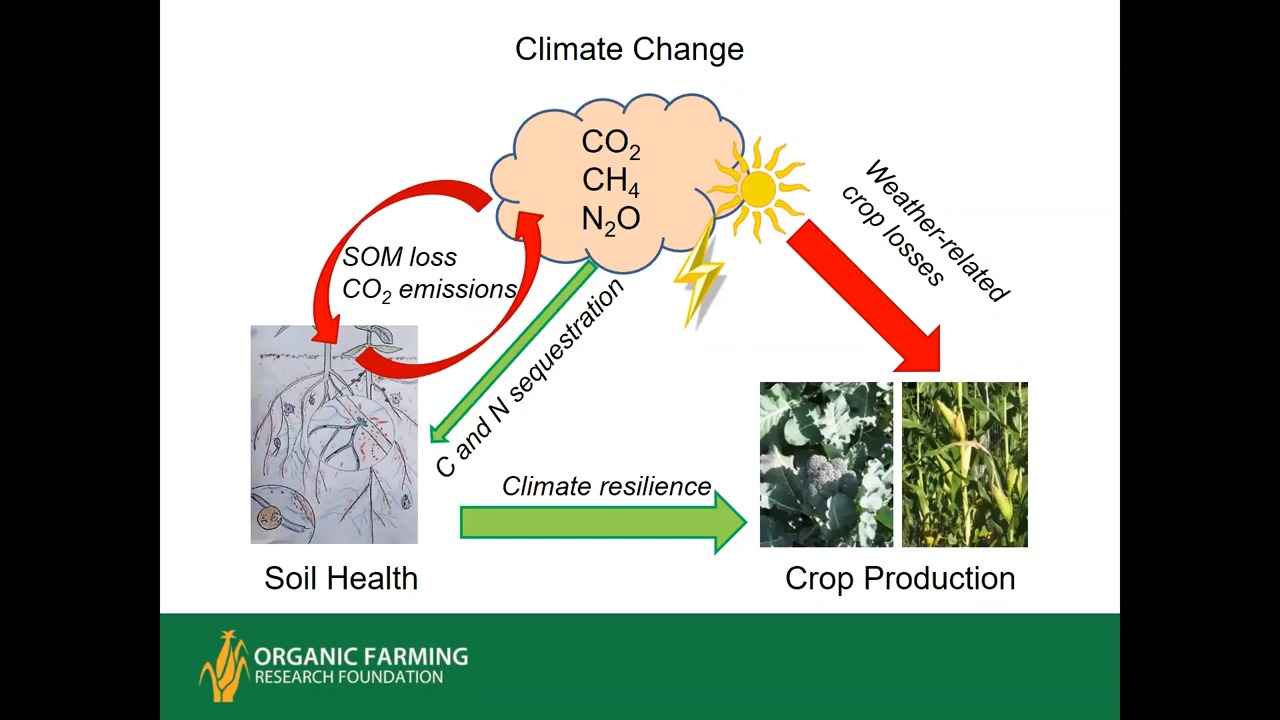 Climate Change
CO₂
CH₄
N₂O
Weather-related
crop losses
SOM loss
CO₂ emissions
C and N sequestration
Climate resilience
Soil Health
Crop Production
ORGANIC FARMING
RESEARCH FOUNDATION